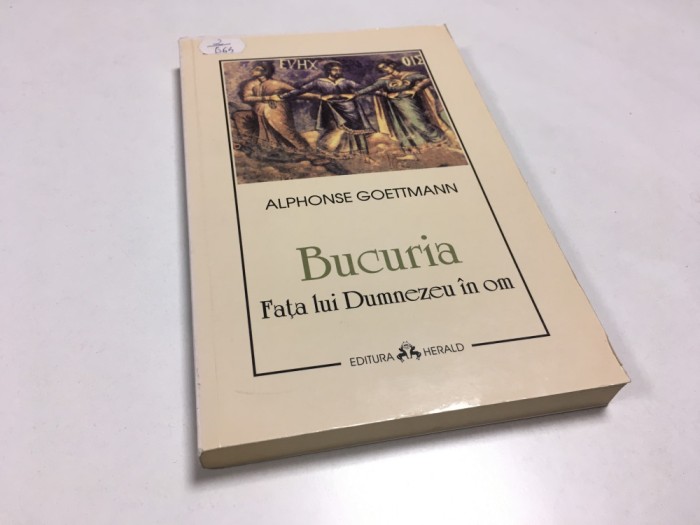 ΕΥΗΧ ΟΙΣ
ALPHONSE GOETTMANN
Bucuria
Fața lui Dumnezeu în om
EDITURA HERALD